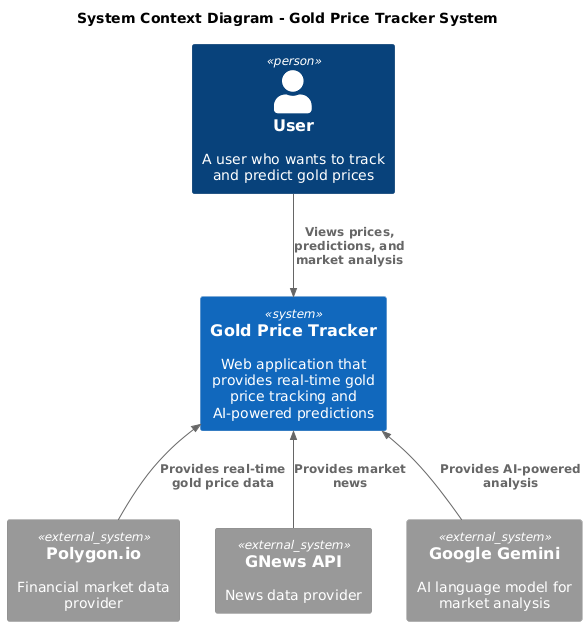 System Context Diagram - Gold Price Tracker System
«person»
User
A user who wants to track
and predict gold prices
Views prices,
predictions, and
market analysis
«system»
Gold Price Tracker
Web application that
provides real-time gold
price tracking and
AI-powered predictions
Provides real-time
gold price data
Provides market
news
Provides AI-powered
analysis
«external_system»
Polygon.io
Financial market data
provider
«external_system»
GNews API
News data provider
«external_system»
Google Gemini
AI language model for
market analysis